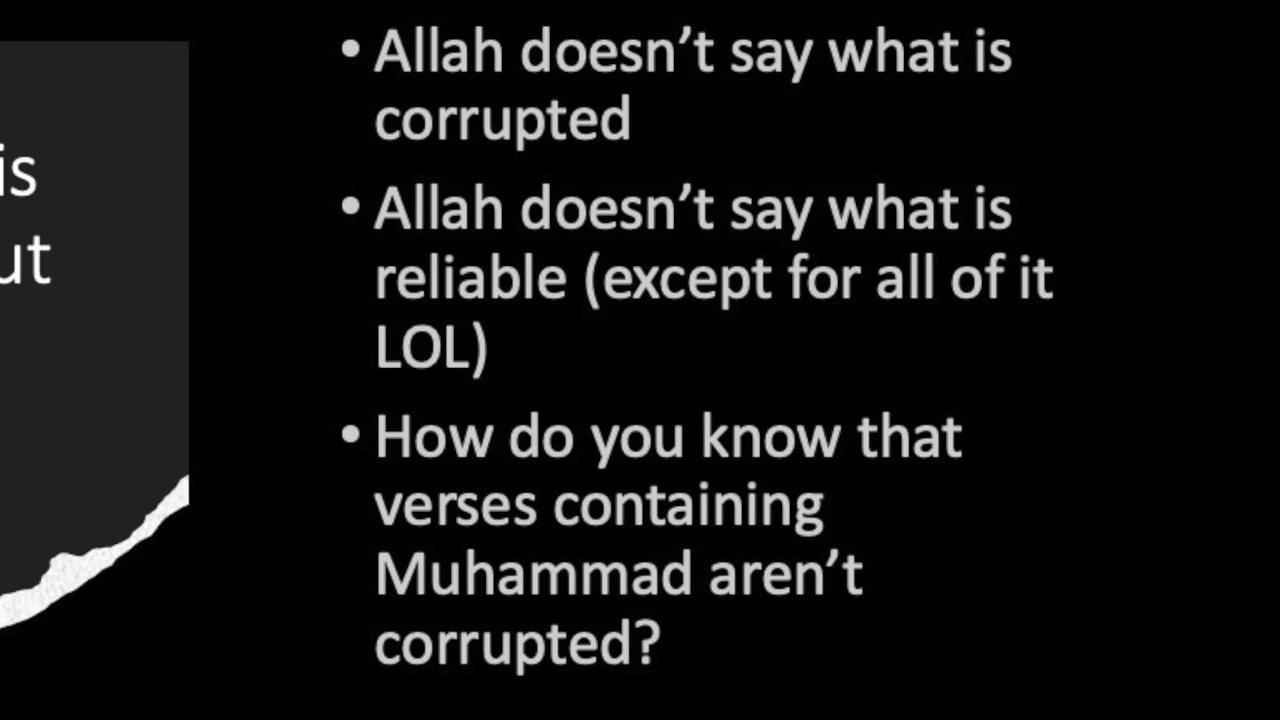 is
ut
• Allah doesn’t say what is
corrupted
• Allah doesn’t say what is
reliable (except for all of it
LOL)
• How do you know that
verses containing
Muhammad aren’t
corrupted?